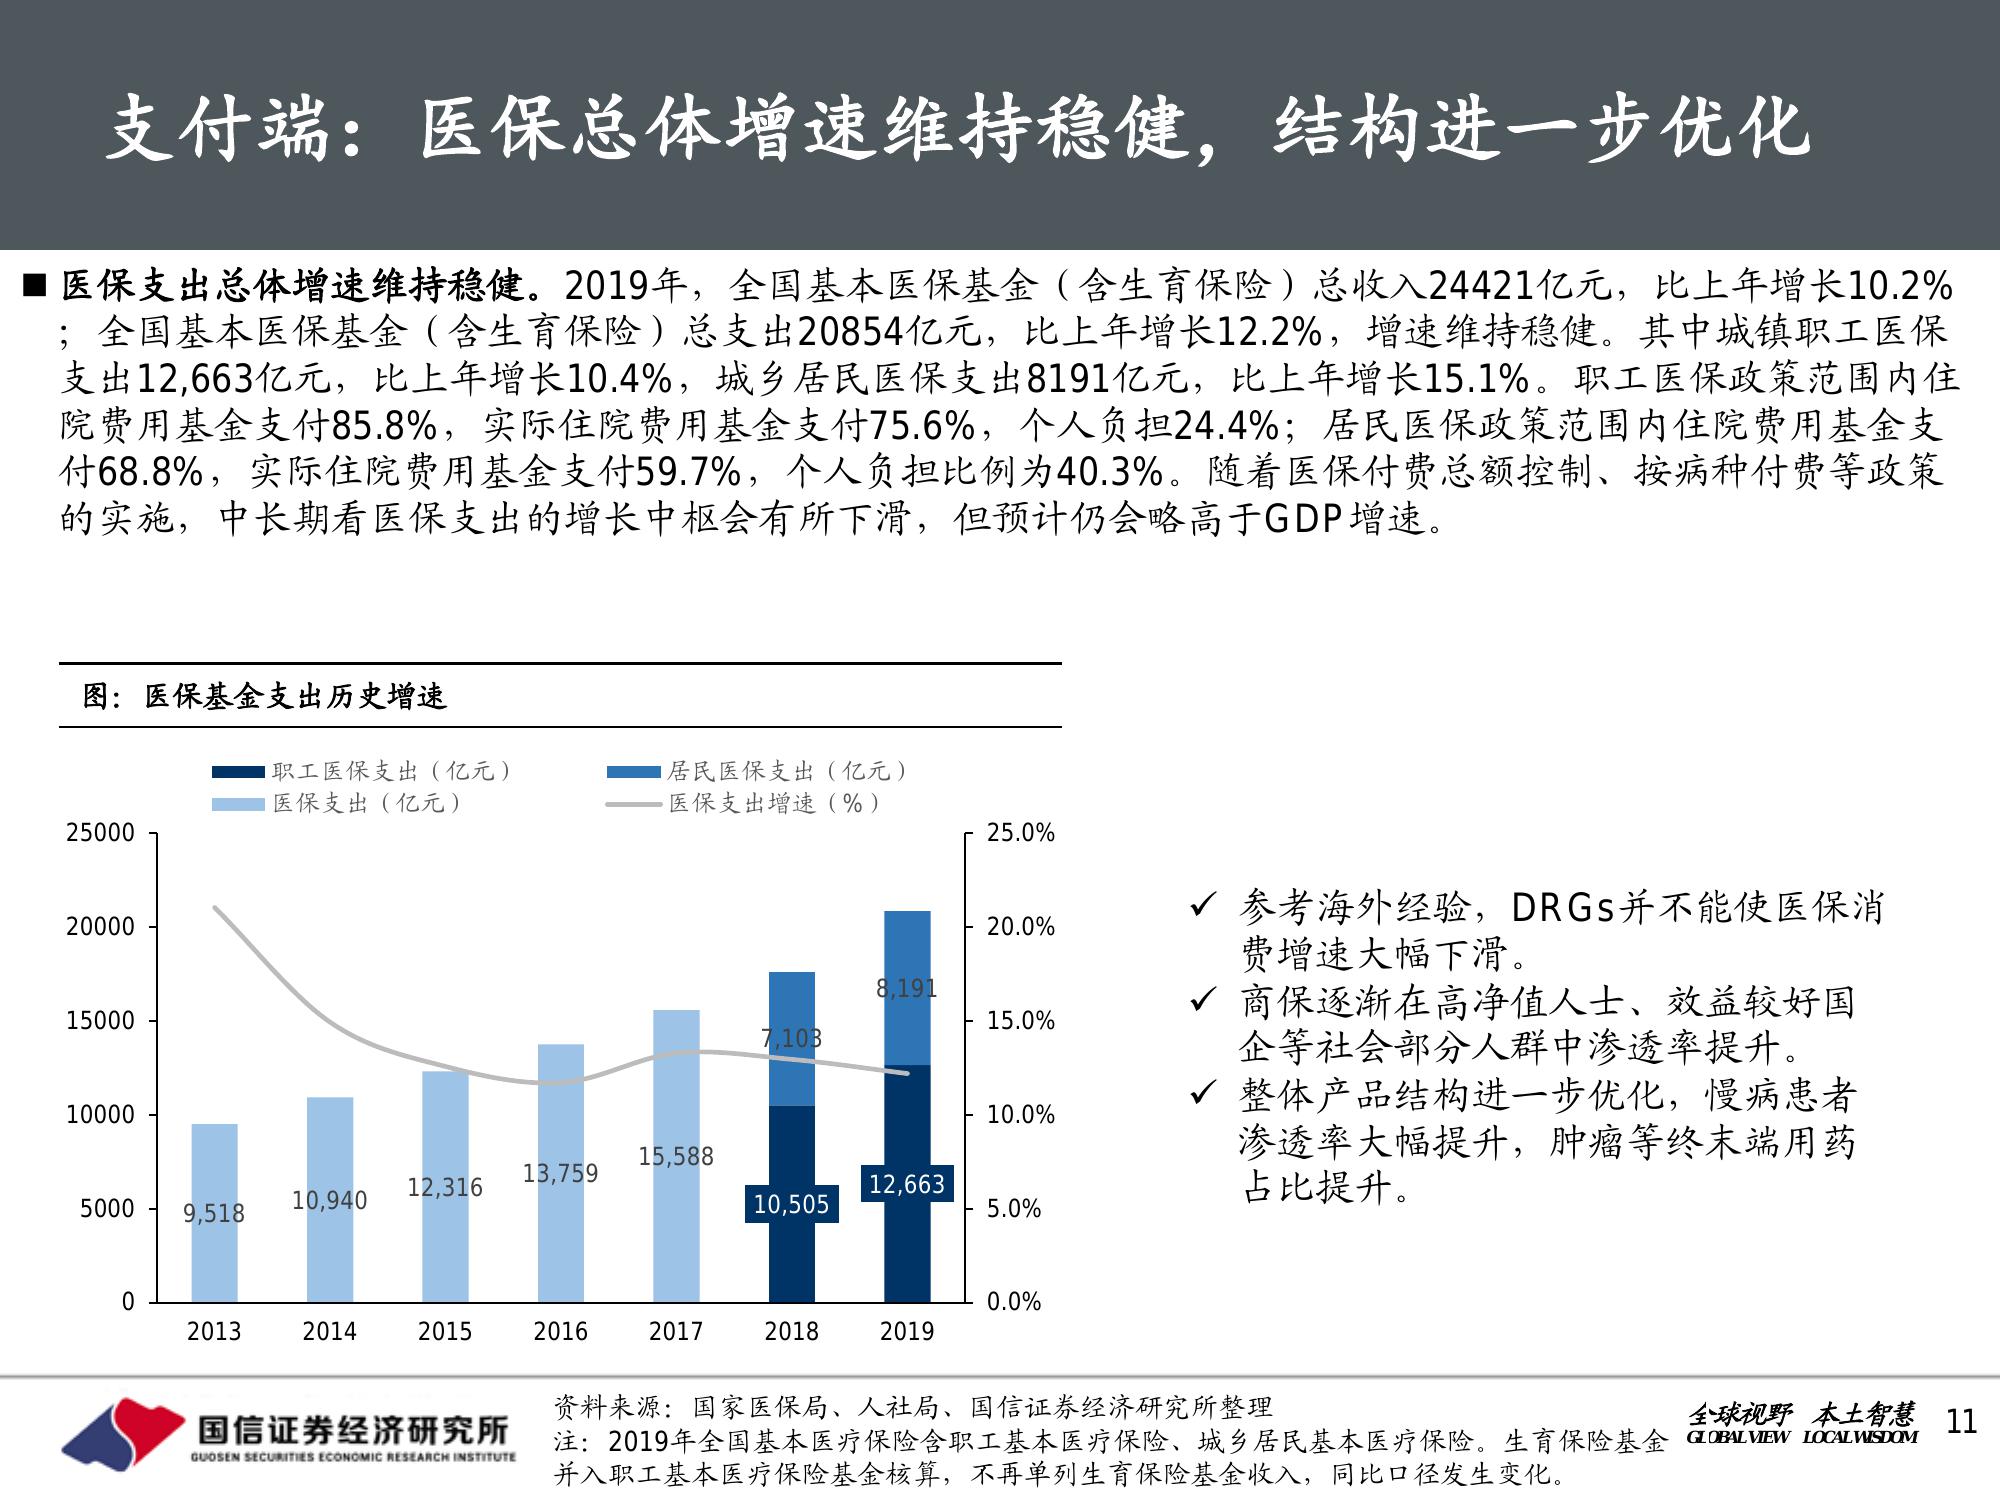 支付端：医保总体增速维持稳健，结构进一步优化
■ 医保支出总体增速维持稳健。2019年，全国基本医保基金（含生育保险）总收入24421亿元，比上年增长10.2%
；全国基本医保基金（含生育保险）总支出20854亿元，比上年增长12.2%，增速维持稳健。其中城镇职工医保
支出12,663亿元，比上年增长10.4%，城乡居民医保支出8191亿元，比上年增长15.1%。职工医保政策范围内住
院费用基金支付85.8%，实际住院费用基金支付75.6%，个人负担24.4%；居民医保政策范围内住院费用基金支
付68.8%，实际住院费用基金支付59.7%，个人负担比例为40.3%。随着医保付费总额控制、按病种付费等政策
的实施，中长期看医保支出的增长中枢会有所下滑，但预计仍会略高于GDP增速。
图：医保基金支出历史增速
职工医保支出（亿元） 居民医保支出（亿元）
医保支出（亿元） 医保支出增速（%）
25000 25.0%
20000 20.0%
15000 15.0%
10000 10.0%
5000 5.0%
0 0.0%
9,518 10,940 12,316 13,759 15,588 10,505 12,663
7,103 8,191
2013 2014 2015 2016 2017 2018 2019
✓ 参考海外经验，DRGs并不能使医保消
费增速大幅下滑。
✓ 商保逐渐在高净值人士、效益较好国
企等社会部分人群中渗透率提升。
✓ 整体产品结构进一步优化，慢病患者
渗透率大幅提升，肿瘤等终末端用药
占比提升。
国信证券经济研究所
GUOSEN SECURITIES ECONOMIC RESEARCH INSTITUTE
资料来源：国家医保局、人社局、国信证券经济研究所整理
注：2019年全国基本医疗保险含职工基本医疗保险、城乡居民基本医疗保险。生育保险基金
并入职工基本医疗保险基金核算，不再单列生育保险基金收入，同比口径发生变化。
全球视野 本土智慧
GLOBAL VIEW LOCAL WISDOM
11